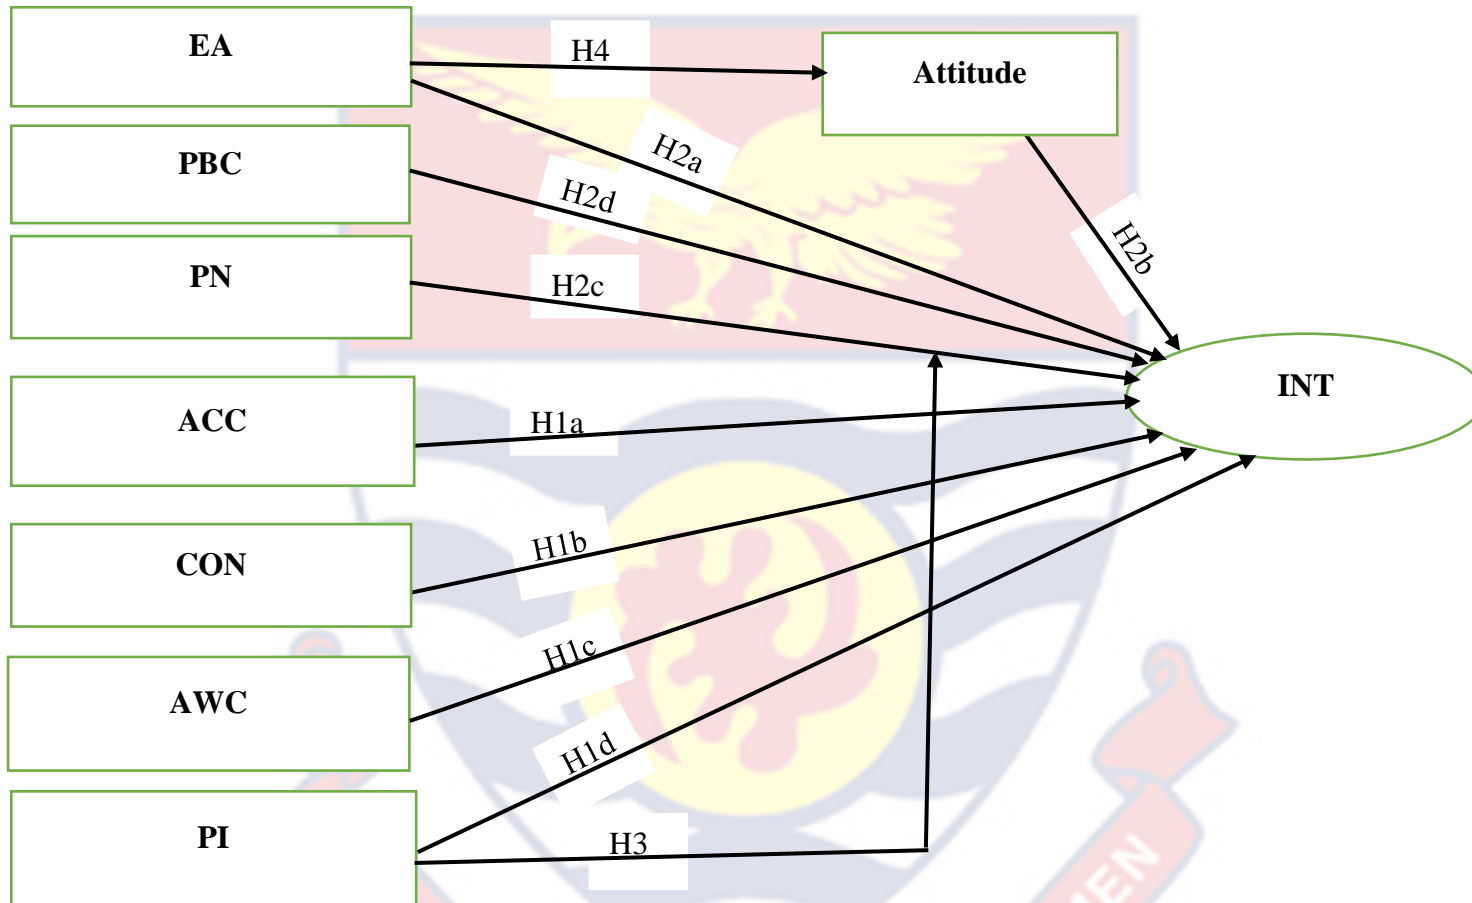 EA
H4
Attitude
H2a
PBC
H2d
H2b
PN
H2c
INT
ACC
H1a
CON
H1b
AWC
H1c
H1d
PI
H3
MEN